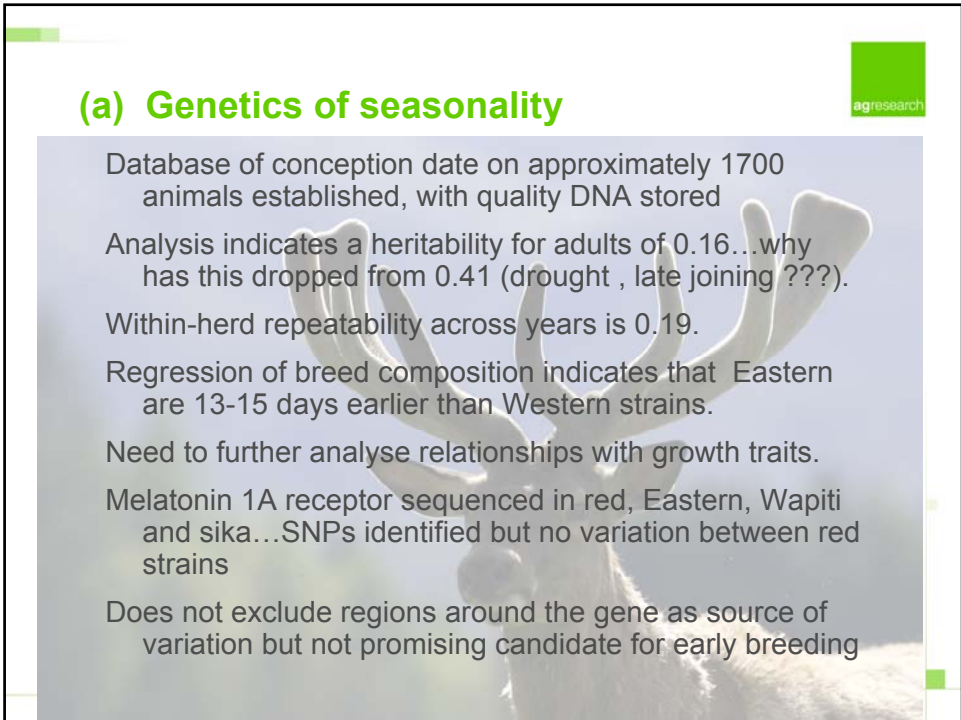 (a) Genetics of seasonality
agresearch
Database of conception date on approximately 1700
animals established, with quality DNA stored
Analysis indicates a heritability for adults of 0.16…why
has this dropped from 0.41 (drought , late joining ???).
Within-herd repeatability across years is 0.19.
Regression of breed composition indicates that Eastern
are 13-15 days earlier than Western strains.
Need to further analyse relationships with growth traits.
Melatonin 1A receptor sequenced in red, Eastern, Wapiti
and sika…SNPs identified but no variation between red
strains
Does not exclude regions around the gene as source of
variation but not promising candidate for early breeding